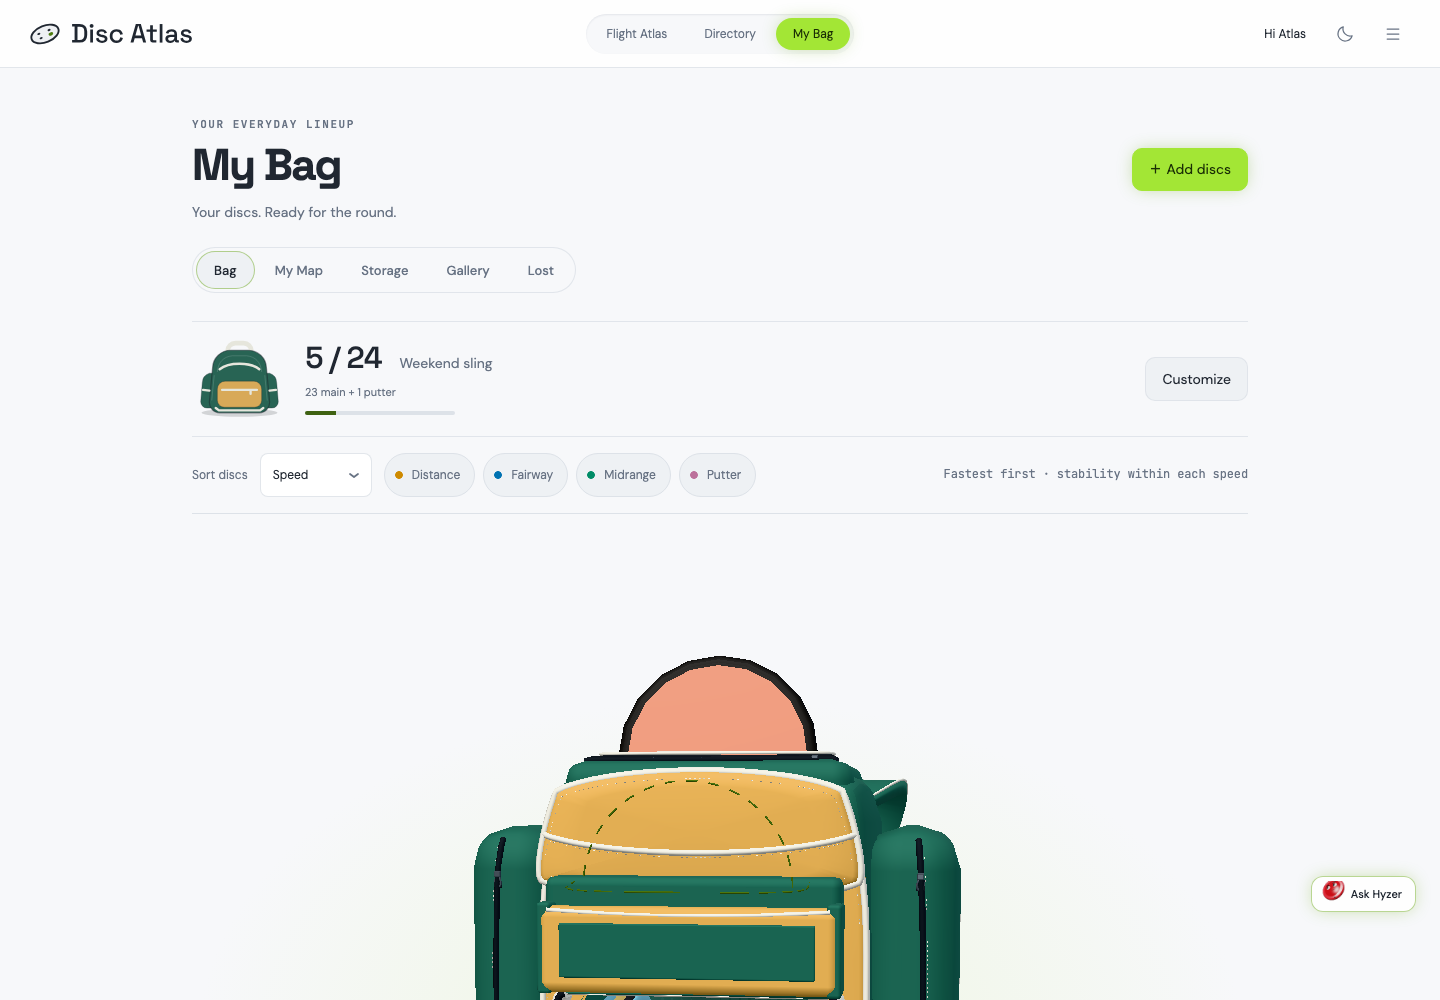 Disc Atlas
Flight Atlas
Directory
My Bag
Hi Atlas
YOUR EVERYDAY LINEUP
My Bag
Your discs. Ready for the round.
+ Add discs
Bag
My Map
Storage
Gallery
Lost
5 / 24
Weekend sling
23 main + 1 putter
Customize
Sort discs
Speed
Distance
Fairway
Midrange
Putter
Fastest first · stability within each speed
Ask Hyzer